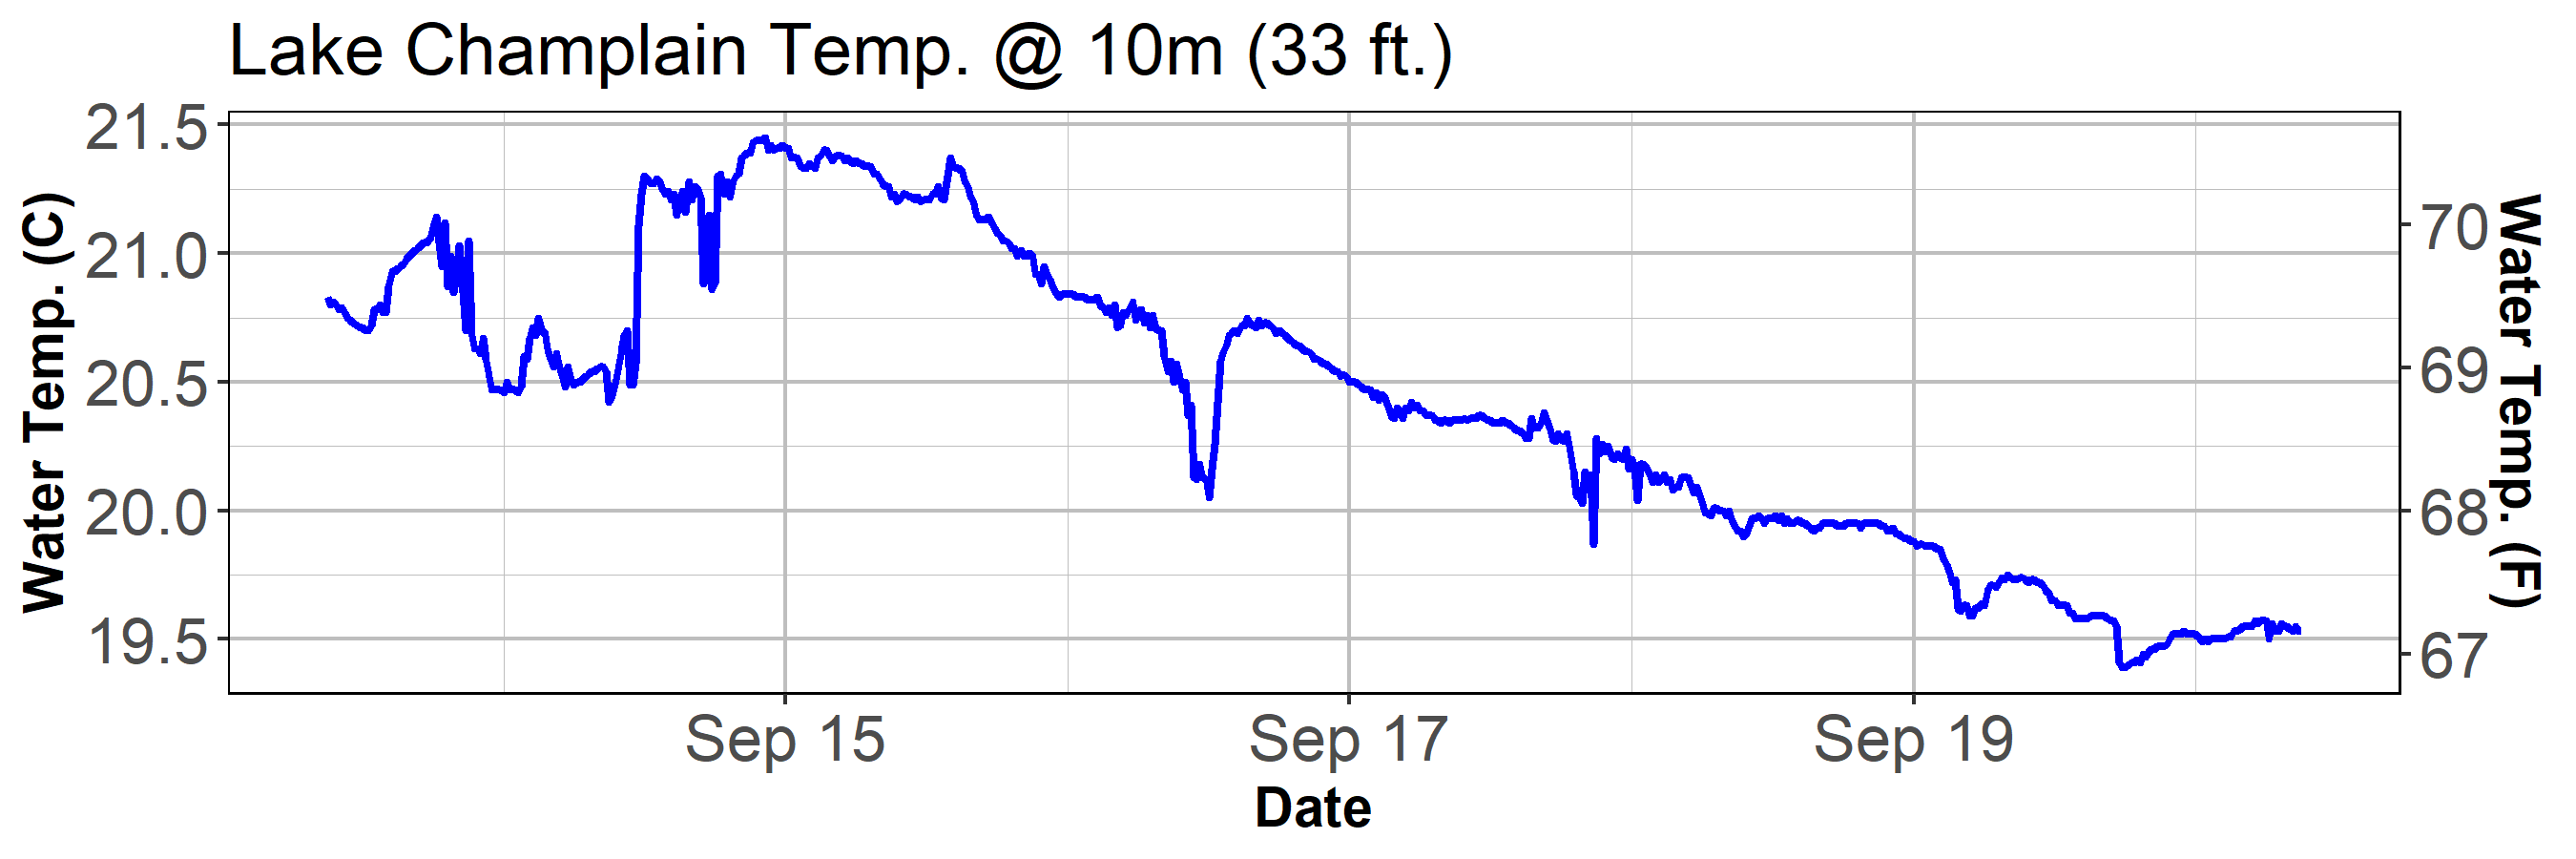 Lake Champlain Temp. @ 10m (33 ft.)
Water Temp. (C)
21.5
21.0
20.5
20.0
19.5
70
69
68
67
Water Temp. (F)
Sep 15 Sep 17 Sep 19
Date